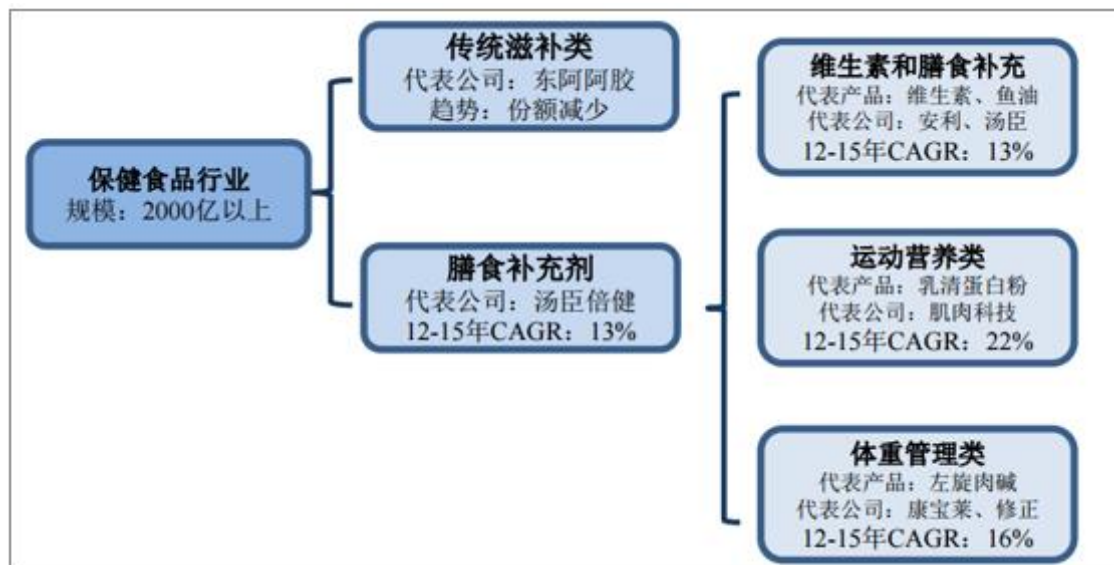 保健食品行业
规模：2000亿以上
传统滋补类
代表公司：东阿阿胶
趋势：份额减少
膳食补充剂
代表公司：汤臣倍健
12-15年CAGR：13%
维生素和膳食补充
代表产品：维生素、鱼油
代表公司：安利、汤臣
12-15年CAGR：13%
运动营养类
代表产品：乳清蛋白粉
代表公司：肌肉科技
12-15年CAGR：22%
体重管理类
代表产品：左旋肉碱
代表公司：康宝莱、修正
12-15年CAGR：16%